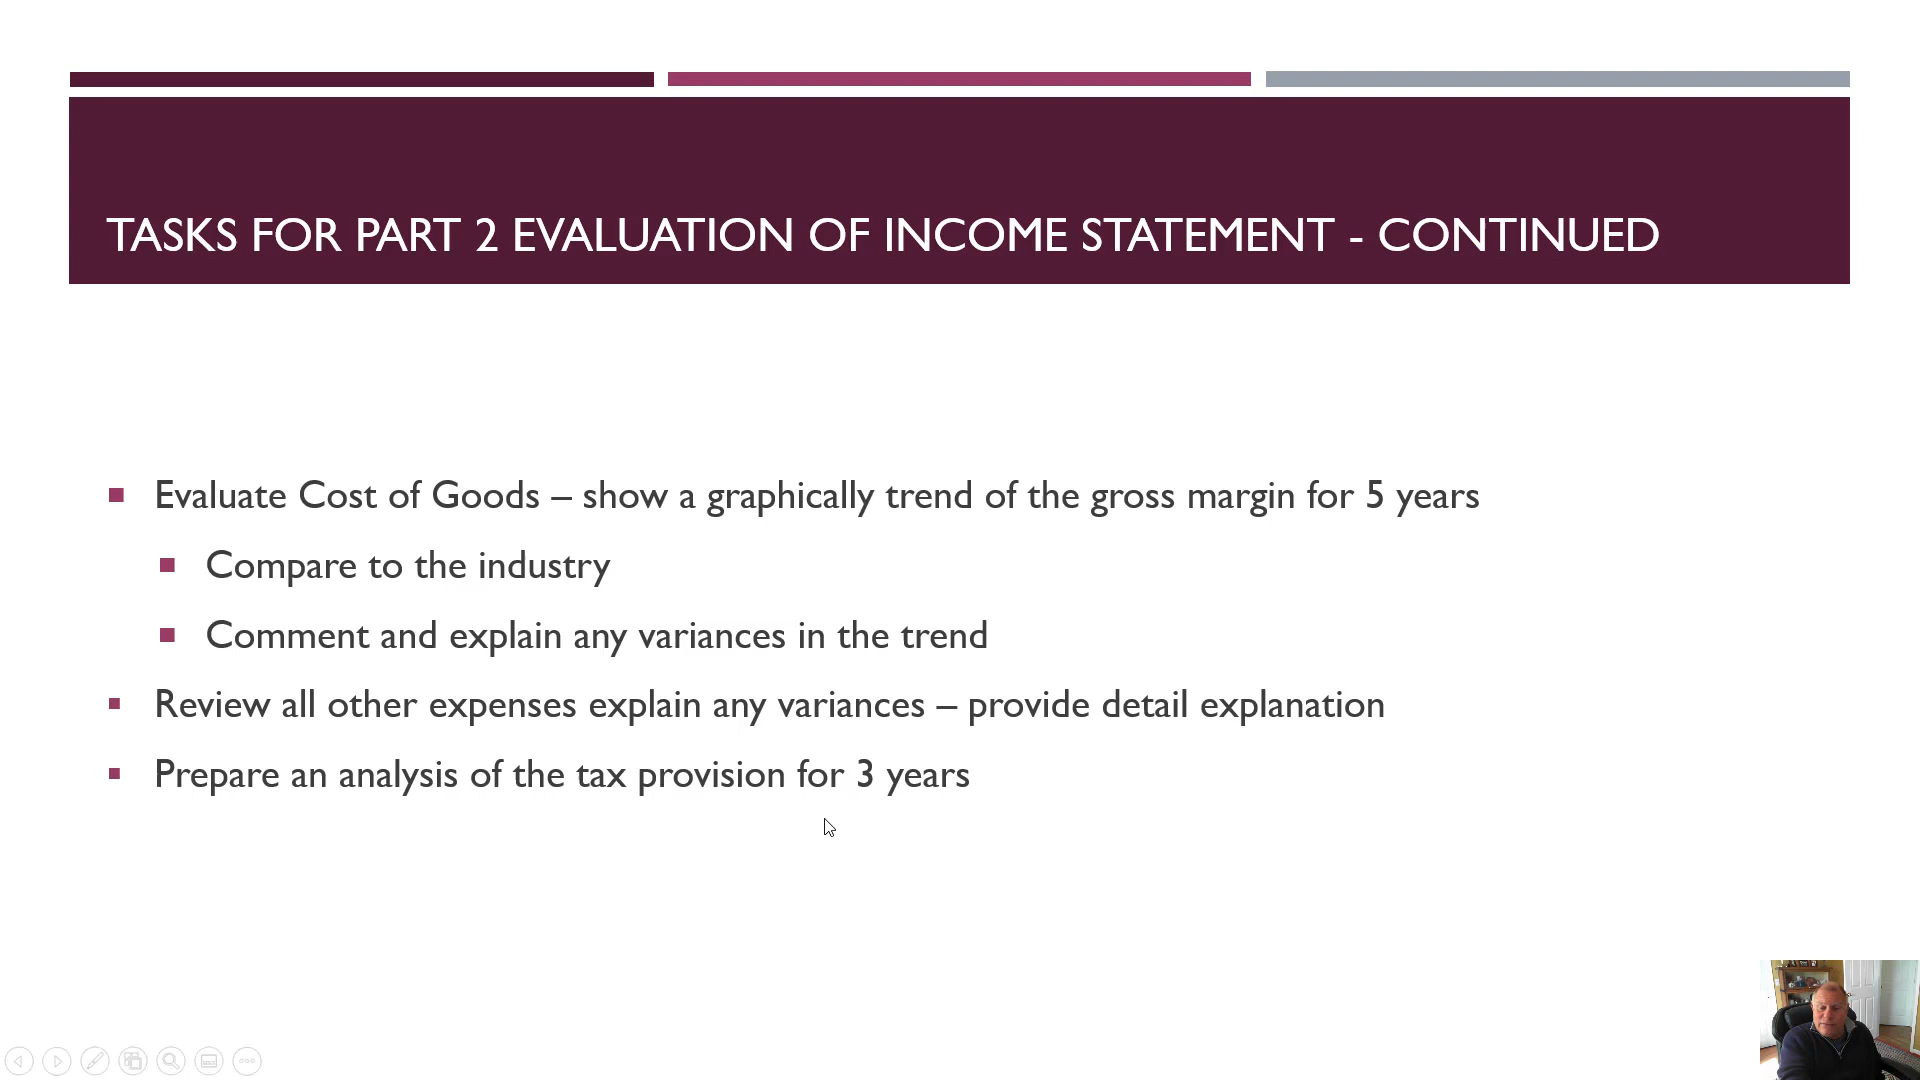 TASKS FOR PART 2 EVALUATION OF INCOME STATEMENT - CONTINUED
Evaluate Cost of Goods – show a graphically trend of the gross margin for 5 years
Compare to the industry
Comment and explain any variances in the trend
Review all other expenses explain any variances – provide detail explanation
Prepare an analysis of the tax provision for 3 years